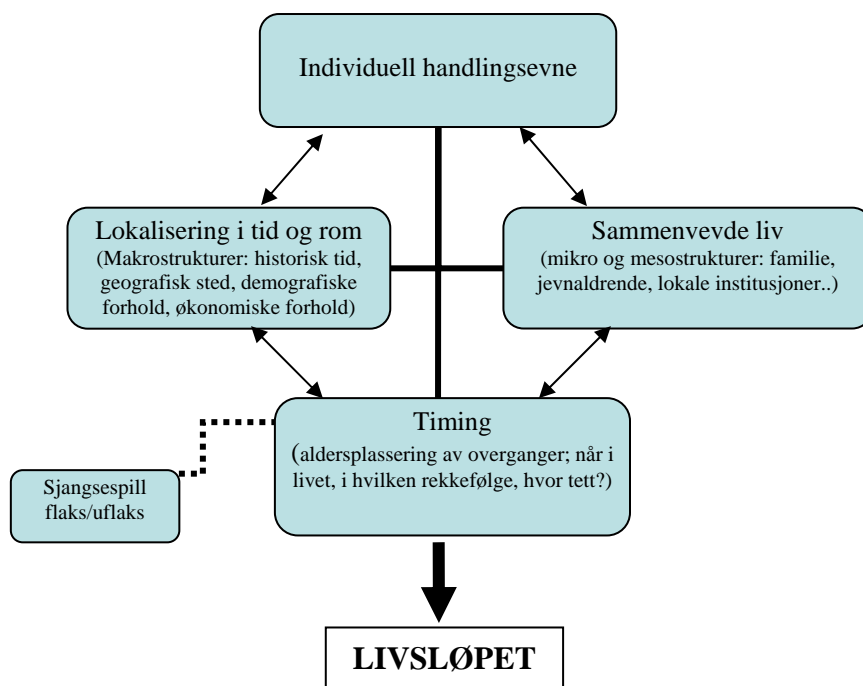 Individuell handlingsevne
Lokalisering i tid og rom
(Makrostrukturer: historisk tid,
geografisk sted, demografiske
forhold, økonomiske forhold)
Sammenvevde liv
(mikro og mesostrukturer: familie,
jevnaldrende, lokale institusjoner..)
Timing
(aldersplassering av overganger; når i
livet, i hvilken rekkefølge, hvor tett?)
Sjangsespill
flaks/uflaks
LIVSLØPET